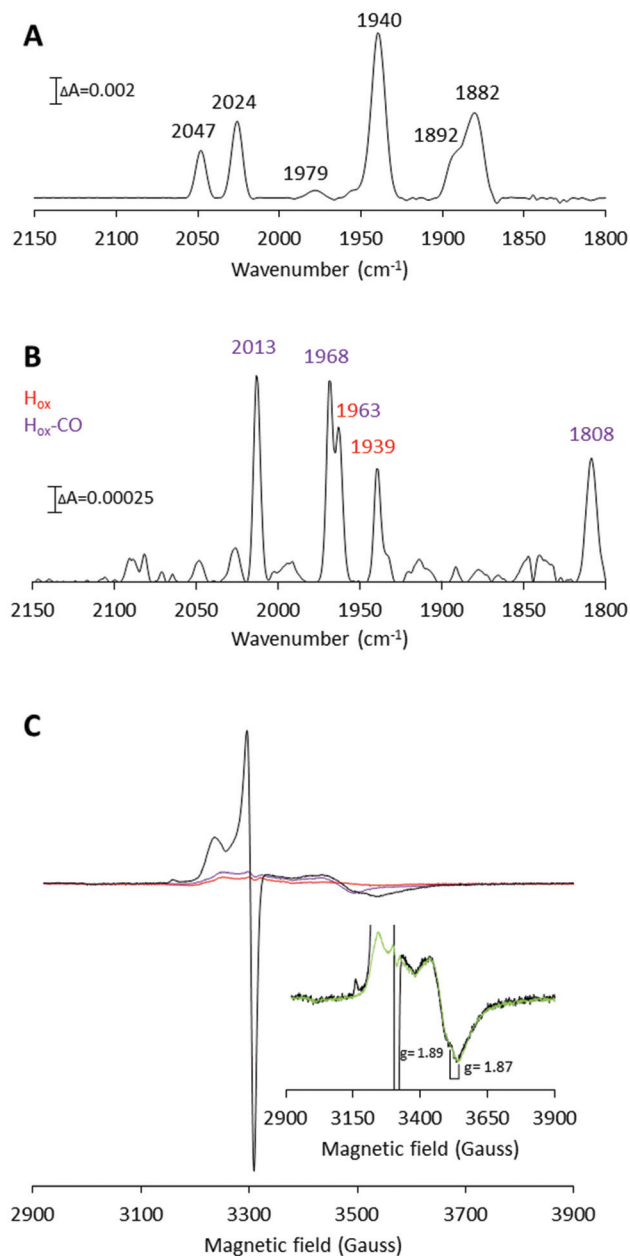 A
ΔA=0.002
2047
2024
1979
1940
1892
1882
2150 2100 2050 2000 1950 1900 1850 1800
Wavenumber (cm-1)
B
Hox
Hox-CO
ΔA=0.00025
2013
1968
1963
1939
1808
2150 2100 2050 2000 1950 1900 1850 1800
Wavenumber (cm-1)
C
g= 1.89
g= 1.87
2900 3150 3400 3650 3900
Magnetic field (Gauss)
2900 3100 3300 3500 3700 3900
Magnetic field (Gauss)